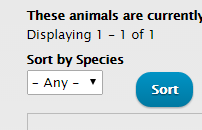 These animals are currently
Displaying 1 – 1 of 1
Sort by Species
– Any –
Sort